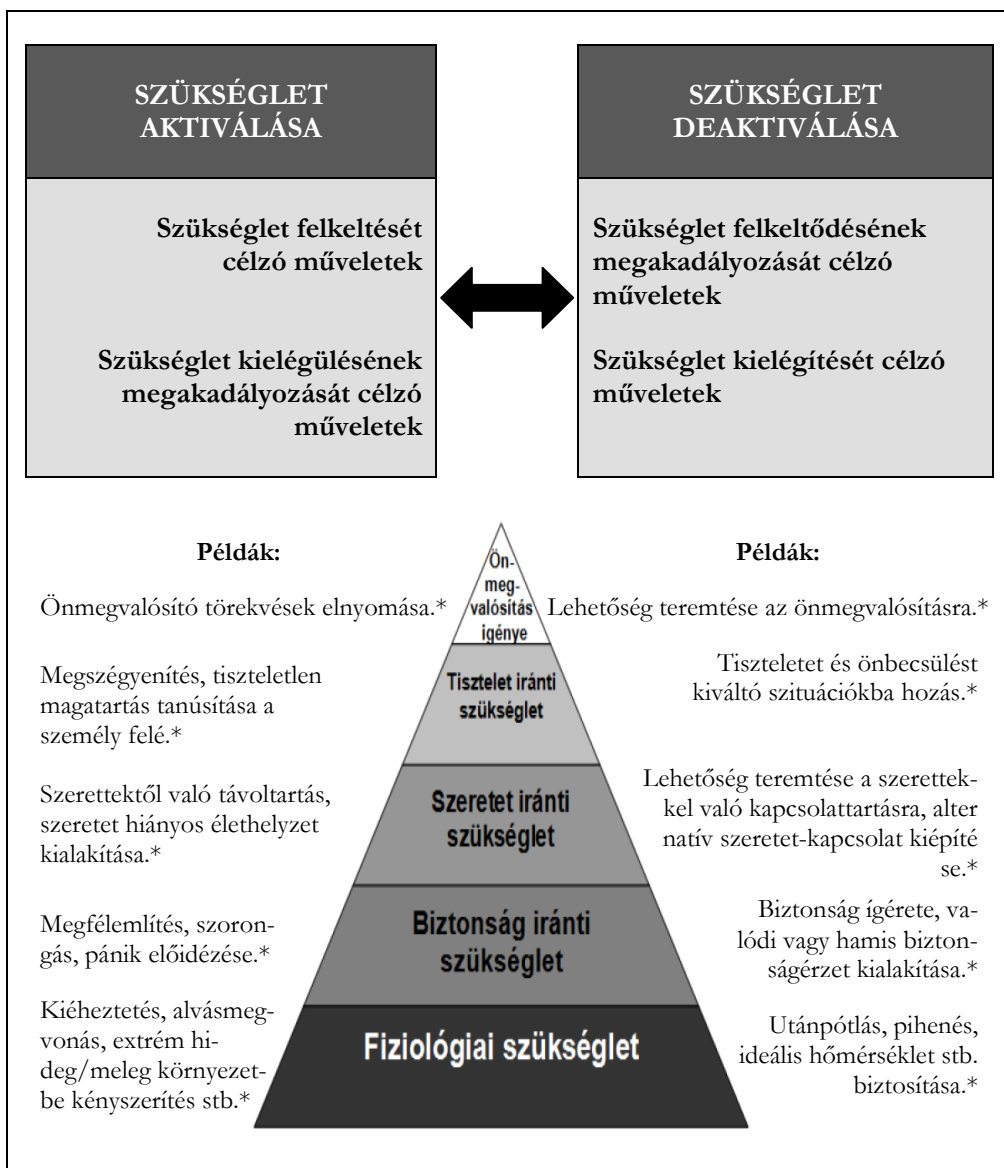 SZÜKSÉGLET
AKTIVÁLÁSA
Szükséglet felkeltését
célzó műveletek
Szükséglet kielégülésének
megakadályozását célzó
műveletek
SZÜKSÉGLET
DEAKTIVÁLÁSA
Szükséglet felkeltődésének
megakadályozását célzó
műveletek
Szükséglet kielégítését célzó
műveletek
Példák:
Önmegvalósító törekvések elnyomása.*
Megszégyenítés, tiszteletlen
magatartás tanúsítása a
személy felé.*
Szerettektől való távoltartás,
szeretet hiányos élethelyzet
kialakítása.*
Megfélemlítés, szoron-
gás, pánik előidézése.*
Kiéheztetés, alvásmeg-
vonás, extrém hi-
deg/meleg környezet-
be kényszerítés stb.*
Ön-
meg-
valósítás
igénye
Tisztelet iránti
szükséglet
Szeretet iránti
szükséglet
Biztonság iránti
szükséglet
Fiziológiai szükséglet
Példák:
Lehetőség teremtése az önmegvalósításra.*
Tiszteletet és önbecsülést
kiváltó szituációkba hozás.*
Lehetőség teremtése a szerettek-
kel való kapcsolattartásra, alter
natív szeretet-kapcsolat kiépíté
se.*
Biztonság ígérete, va-
lódi vagy hamis bizton-
ságérzet kialakítása.*
Utánpótlás, pihenés,
ideális hőmérséklet stb.
biztosítása.*